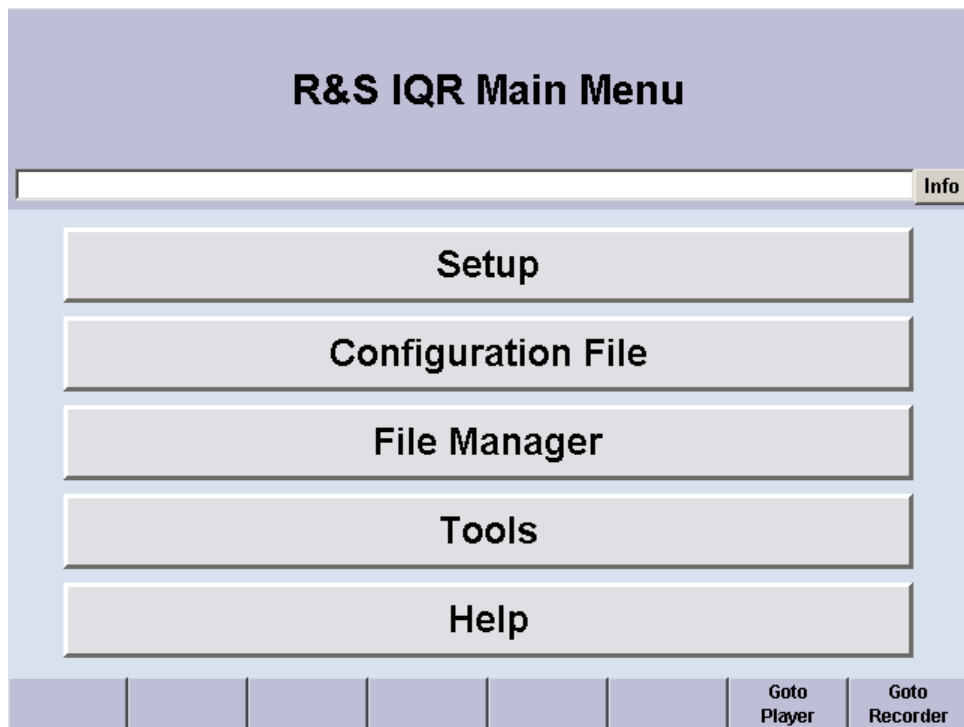 R&S IQR Main Menu
Info
Setup
Configuration File
File Manager
Tools
Help
Goto
Player
Goto
Recorder